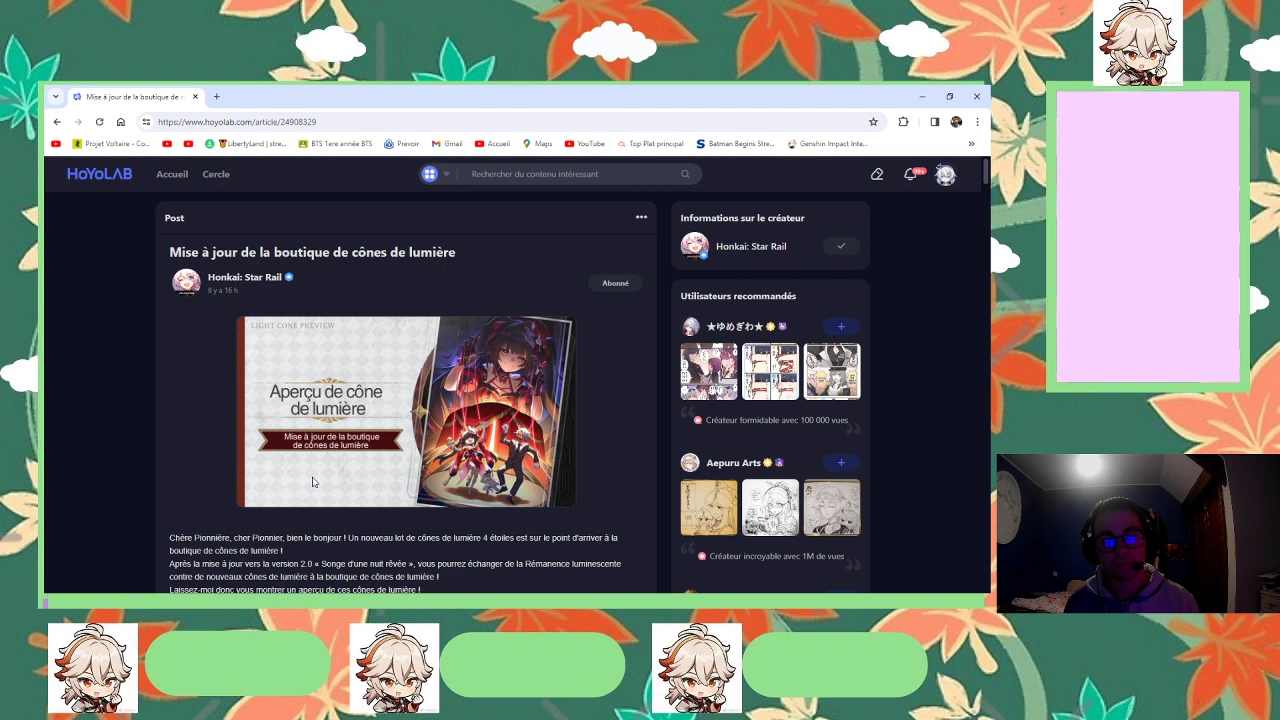 Mise à jour de la boutique de c
https://www.hoyolab.com/article/24908329
Projet Voltaire - Co...
LibertyLand | stre...
BTS 1ere année BTS
Prevoir
Gmail
Accueil
Maps
YouTube
Top Plat principal
Batman Begins Stre...
Genshin Impact Inte...
HoYoLAB
Accueil
Cercle
Rechercher du contenu intéressant
99+
Post
Mise à jour de la boutique de cônes de lumière
Honkai: Star Rail
Il y a 16 h
Abonné
LIGHT CONE PREVIEW
Aperçu de cône
de lumière
Mise à jour de la boutique
de cônes de lumière
Chère Pionnière, cher Pionnier, bien le bonjour ! Un nouveau lot de cônes de lumière 4 étoiles est sur le point d'arriver à la
boutique de cônes de lumière !
Après la mise à jour vers la version 2.0 « Songe d'une nuit rêvée », vous pourrez échanger de la Rémanence luminescente
contre de nouveaux cônes de lumière à la boutique de cônes de lumière !
Laissez-moi donc vous montrer un aperçu de ces cônes de lumière !
Informations sur le créateur
Honkai: Star Rail
Utilisateurs recommandés
★ゆめぎわ★
Créateur formidable avec 100 000 vues
Aepuru Arts
Créateur incroyable avec 1M de vues